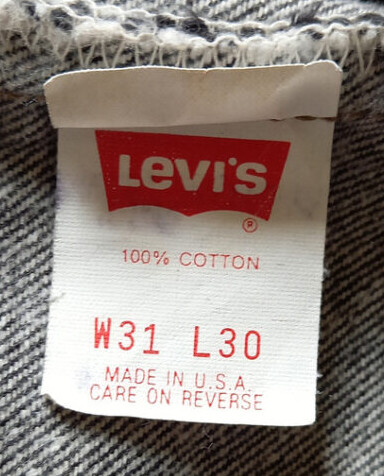 LEVI'S
®
100% COTTON
W31 L30
MADE IN U.S.A.
CARE ON REVERSE